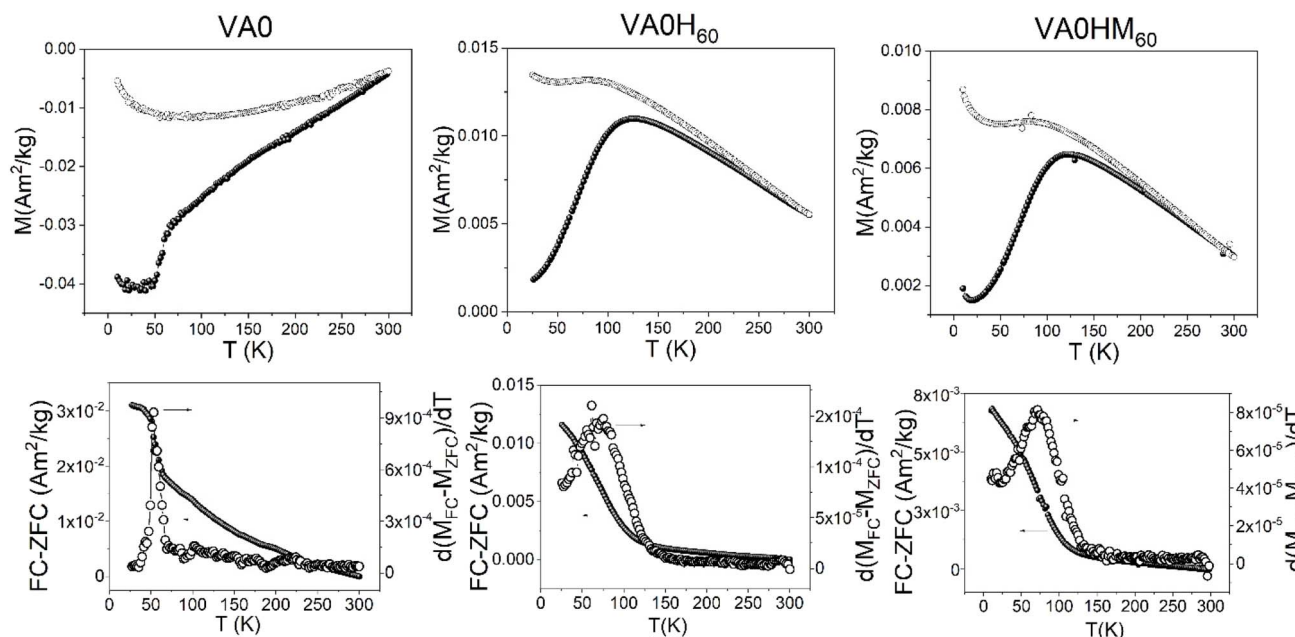 VA0
VA0H₆₀
VA0HM₆₀
M(Am²/kg)
0.00
-0.01
-0.02
-0.03
-0.04
0 50 100 150 200 250 300
T (K)
M(Am²/kg)
0.015
0.010
0.005
0.000
0 50 100 150 200 250 300
T (K)
M(Am²/kg)
0.010
0.008
0.006
0.004
0.002
0 50 100 150 200 250 300
T (K)
FC-ZFC (Am²/kg)
3x10⁻²
2x10⁻²
1x10⁻²
0
0 50 100 150 200 250 300 350
T (K)
9x10⁻⁴
6x10⁻⁴
3x10⁻⁴
0
d(M_FC-M_ZFC)/dT
FC-ZFC (Am²/kg)
0.015
0.010
0.005
0.000
0 50 100 150 200 250 300
T(K)
2x10⁻⁴
1x10⁻⁴
5x10⁻⁵
0
d(M_FC-M_ZFC)/dT
FC-ZFC (Am²/kg)
8x10⁻³
5x10⁻³
3x10⁻³
0
0 50 100 150 200 250 300
T(K)
8x10⁻⁵
6x10⁻⁵
4x10⁻⁵
2x10⁻⁵
0
)/dT